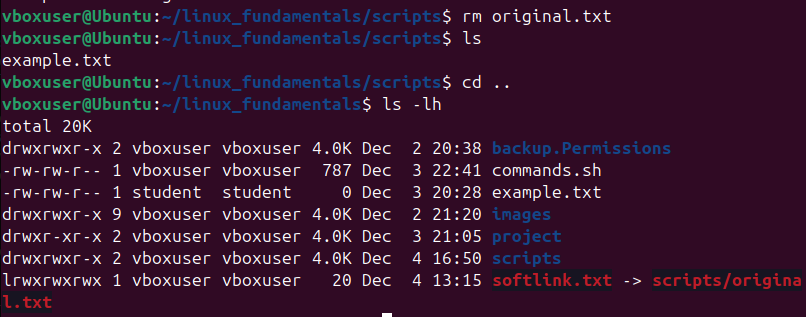 vboxuser@Ubuntu:~/linux_fundamentals/scripts$ rm original.txt
vboxuser@Ubuntu:~/linux_fundamentals/scripts$ ls
example.txt
vboxuser@Ubuntu:~/linux_fundamentals/scripts$ cd ..
vboxuser@Ubuntu:~/linux_fundamentals$ ls -lh
total 20K
drwxrwxr-x 2 vboxuser vboxuser 4.0K Dec  2 20:38 backup.Permissions
-rw-rw-r-- 1 vboxuser vboxuser  787 Dec  3 22:41 commands.sh
-rw-rw-r-- 1 student  student     0 Dec  3 20:28 example.txt
drwxrwxr-x 9 vboxuser vboxuser 4.0K Dec  2 21:20 images
drwxr-xr-x 2 vboxuser vboxuser 4.0K Dec  3 21:05 project
drwxrwxr-x 2 vboxuser vboxuser 4.0K Dec  4 16:50 scripts
lrwxrwxrwx 1 vboxuser vboxuser   20 Dec  4 13:15 softlink.txt -> scripts/origina
l.txt